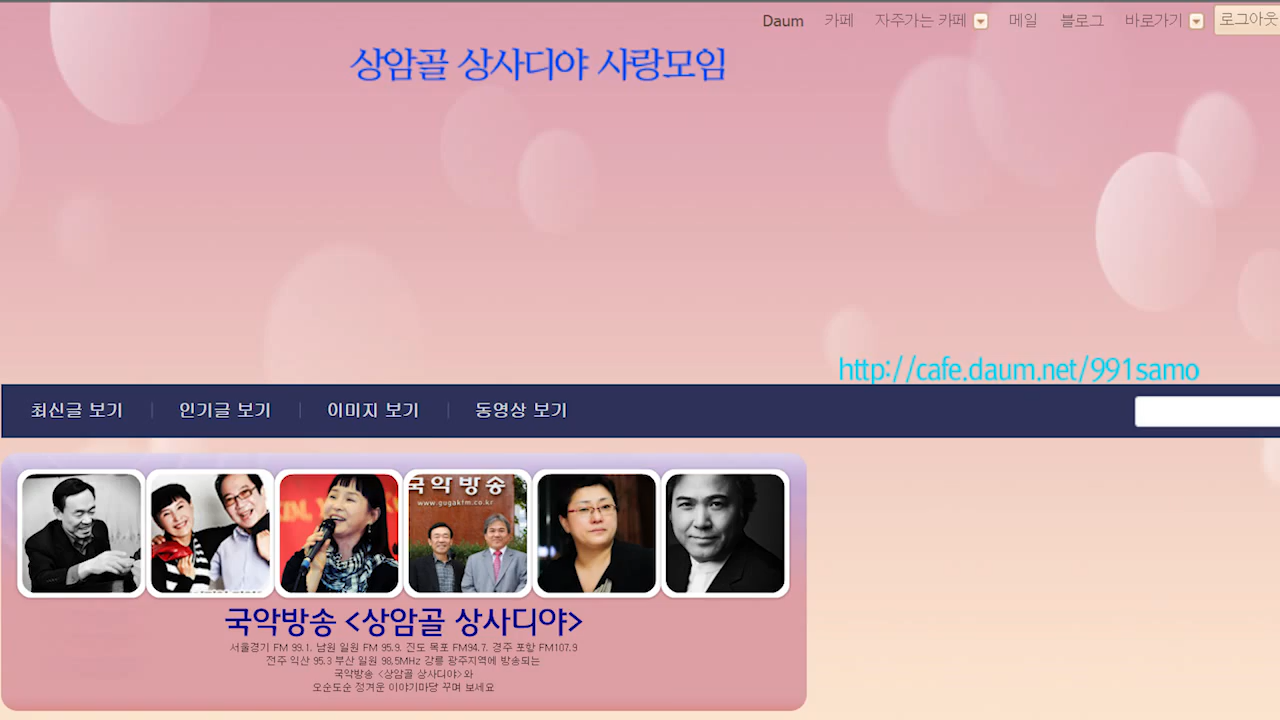 Daum 카페 자주가는 카페 메일 블로그 바로가기 로그아웃
상암골 상사디야 사랑모임
http://cafe.daum.net/991samo
최신글 보기 | 인기글 보기 | 이미지 보기 | 동영상 보기
국악방송
www.gugakfm.co.kr
국악방송 <상암골 상사디야>
서울경기 FM 99.1. 남원 일원 FM 95.9. 진도 목포 FM94.7. 경주 포항 FM107.9
전주 익산 95.3 부산 일원 98.5MHz 강릉 광주지역에 방송되는
국악방송 <상암골 상사디야>와
오순도순 정겨운 이야기마당 꾸며 보세요